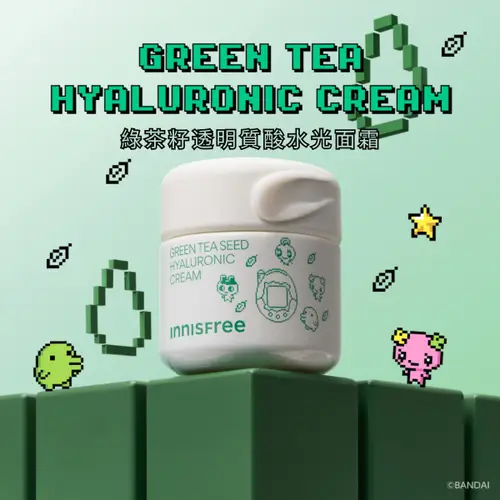 GREEN TEA
HYALURONIC CREAM
綠茶籽透明質酸水光面霜
GREEN TEA SEED
HYALURONIC
CREAM
innisfree
©BANDAI